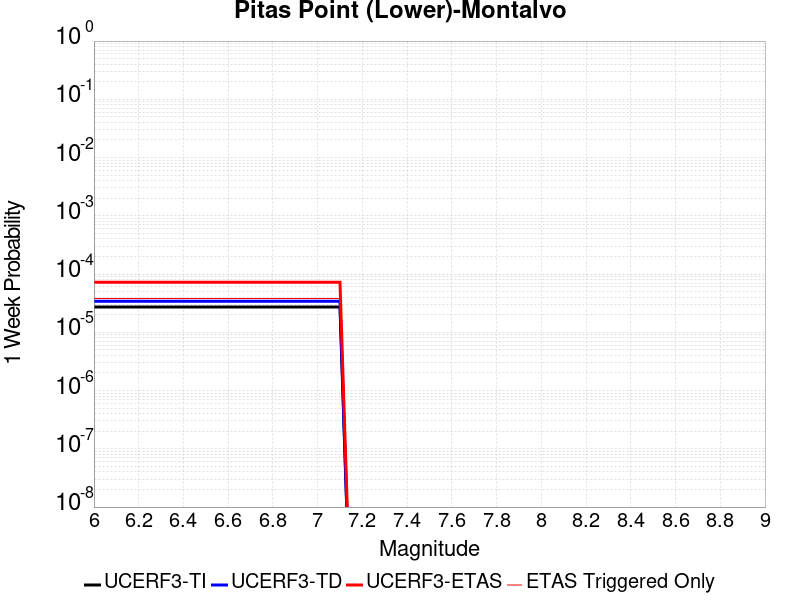 Pitas Point (Lower)-Montalvo
1 Week Probability
10^0
10^-1
10^-2
10^-3
10^-4
10^-5
10^-6
10^-7
10^-8
6 6.2 6.4 6.6 6.8 7 7.2 7.4 7.6 7.8 8 8.2 8.4 8.6 8.8 9
Magnitude
UCERF3-TI UCERF3-TD UCERF3-ETAS ETAS Triggered Only